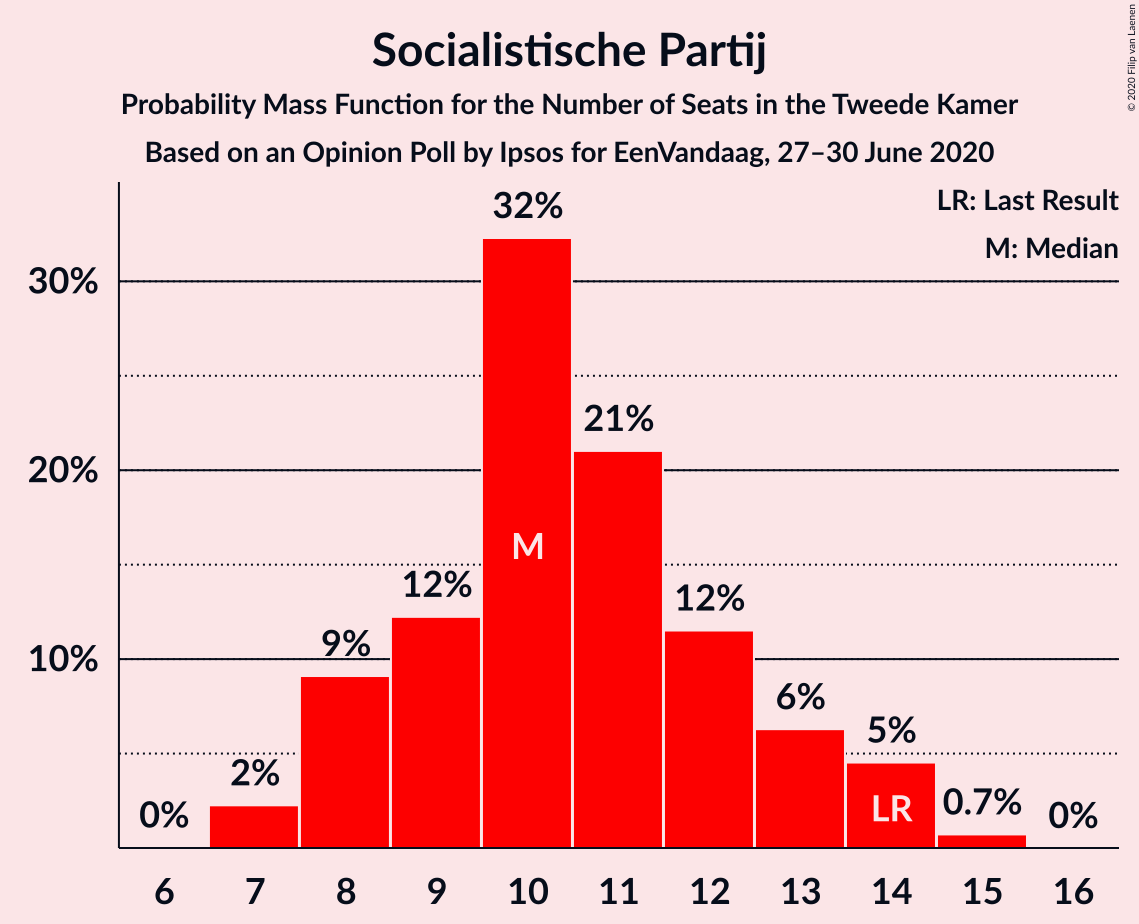 Socialistische Partij
Probability Mass Function for the Number of Seats in the Tweede Kamer
Based on an Opinion Poll by Ipsos for EenVandaag, 27–30 June 2020
© 2020 Filip van Laenen
LR: Last Result
M: Median
30%
20%
10%
0%
2%
9%
12%
32%
21%
12%
6%
5%
0.7%
0%
M
LR
6 7 8 9 10 11 12 13 14 15 16